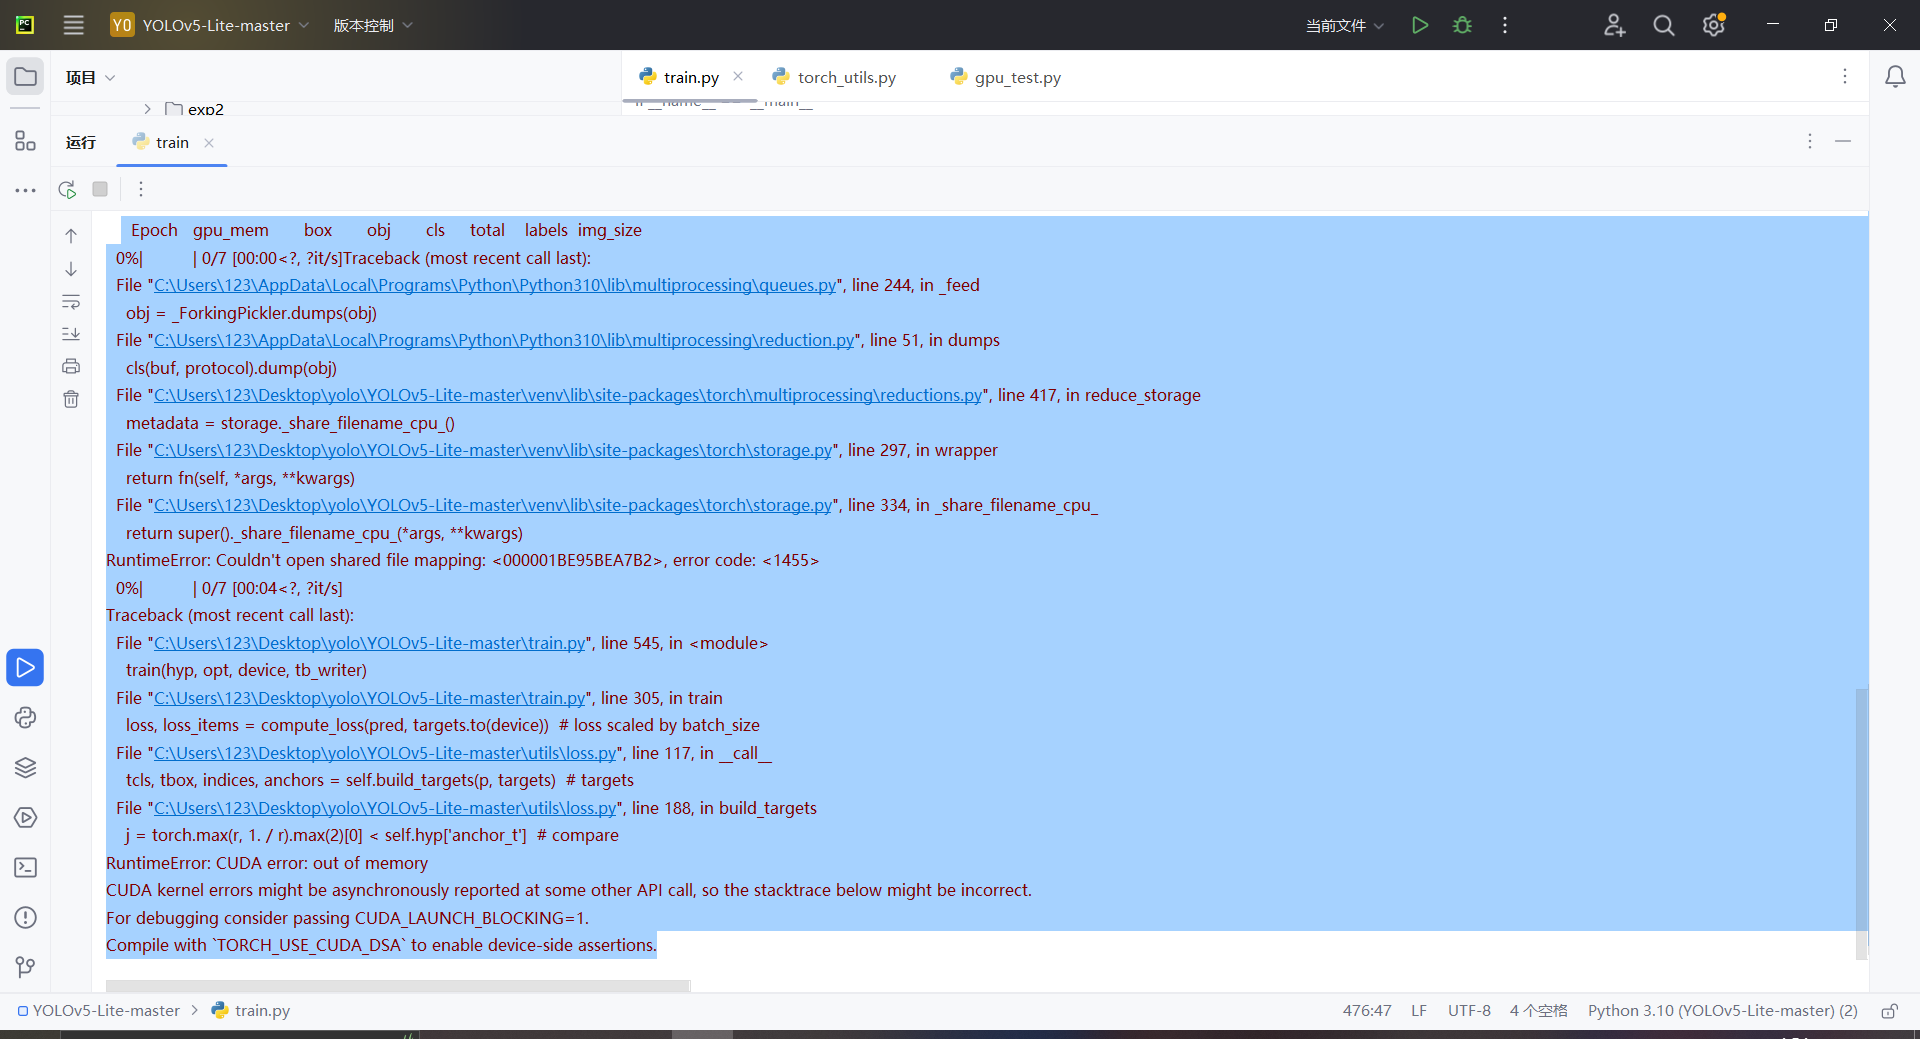 YO YOLOv5-Lite-master 版本控制 当前文件
项目 train.py torch_utils.py gpu_test.py
exp2
运行 train
Epoch gpu_mem box obj cls total labels img_size
0%| | 0/7 [00:00<?, ?it/s]Traceback (most recent call last):
File "C:\Users\123\AppData\Local\Programs\Python\Python310\lib\multiprocessing\queues.py", line 244, in _feed
obj = _ForkingPickler.dumps(obj)
File "C:\Users\123\AppData\Local\Programs\Python\Python310\lib\multiprocessing\reduction.py", line 51, in dumps
cls(buf, protocol).dump(obj)
File "C:\Users\123\Desktop\yolo\YOLOv5-Lite-master\venv\lib\site-packages\torch\multiprocessing\reductions.py", line 417, in reduce_storage
metadata = storage._share_filename_cpu_()
File "C:\Users\123\Desktop\yolo\YOLOv5-Lite-master\venv\lib\site-packages\torch\storage.py", line 297, in wrapper
return fn(self, *args, **kwargs)
File "C:\Users\123\Desktop\yolo\YOLOv5-Lite-master\venv\lib\site-packages\torch\storage.py", line 334, in _share_filename_cpu_
return super()._share_filename_cpu_(*args, **kwargs)
RuntimeError: Couldn't open shared file mapping: <000001BE95BEA7B2>, error code: <1455>
0%| | 0/7 [00:04<?, ?it/s]
Traceback (most recent call last):
File "C:\Users\123\Desktop\yolo\YOLOv5-Lite-master\train.py", line 545, in <module>
train(hyp, opt, device, tb_writer)
File "C:\Users\123\Desktop\yolo\YOLOv5-Lite-master\train.py", line 305, in train
loss, loss_items = compute_loss(pred, targets.to(device)) # loss scaled by batch_size
File "C:\Users\123\Desktop\yolo\YOLOv5-Lite-master\utils\loss.py", line 117, in __call__
tcls, tbox, indices, anchors = self.build_targets(p, targets) # targets
File "C:\Users\123\Desktop\yolo\YOLOv5-Lite-master\utils\loss.py", line 188, in build_targets
j = torch.max(r, 1. / r).max(2)[0] < self.hyp['anchor_t'] # compare
RuntimeError: CUDA error: out of memory
CUDA kernel errors might be asynchronously reported at some other API call, so the stacktrace below might be incorrect.
For debugging consider passing CUDA_LAUNCH_BLOCKING=1.
Compile with `TORCH_USE_CUDA_DSA` to enable device-side assertions.
YOLOv5-Lite-master train.py 476:47 LF UTF-8 4 个空格 Python 3.10 (YOLOv5-Lite-master) (2)